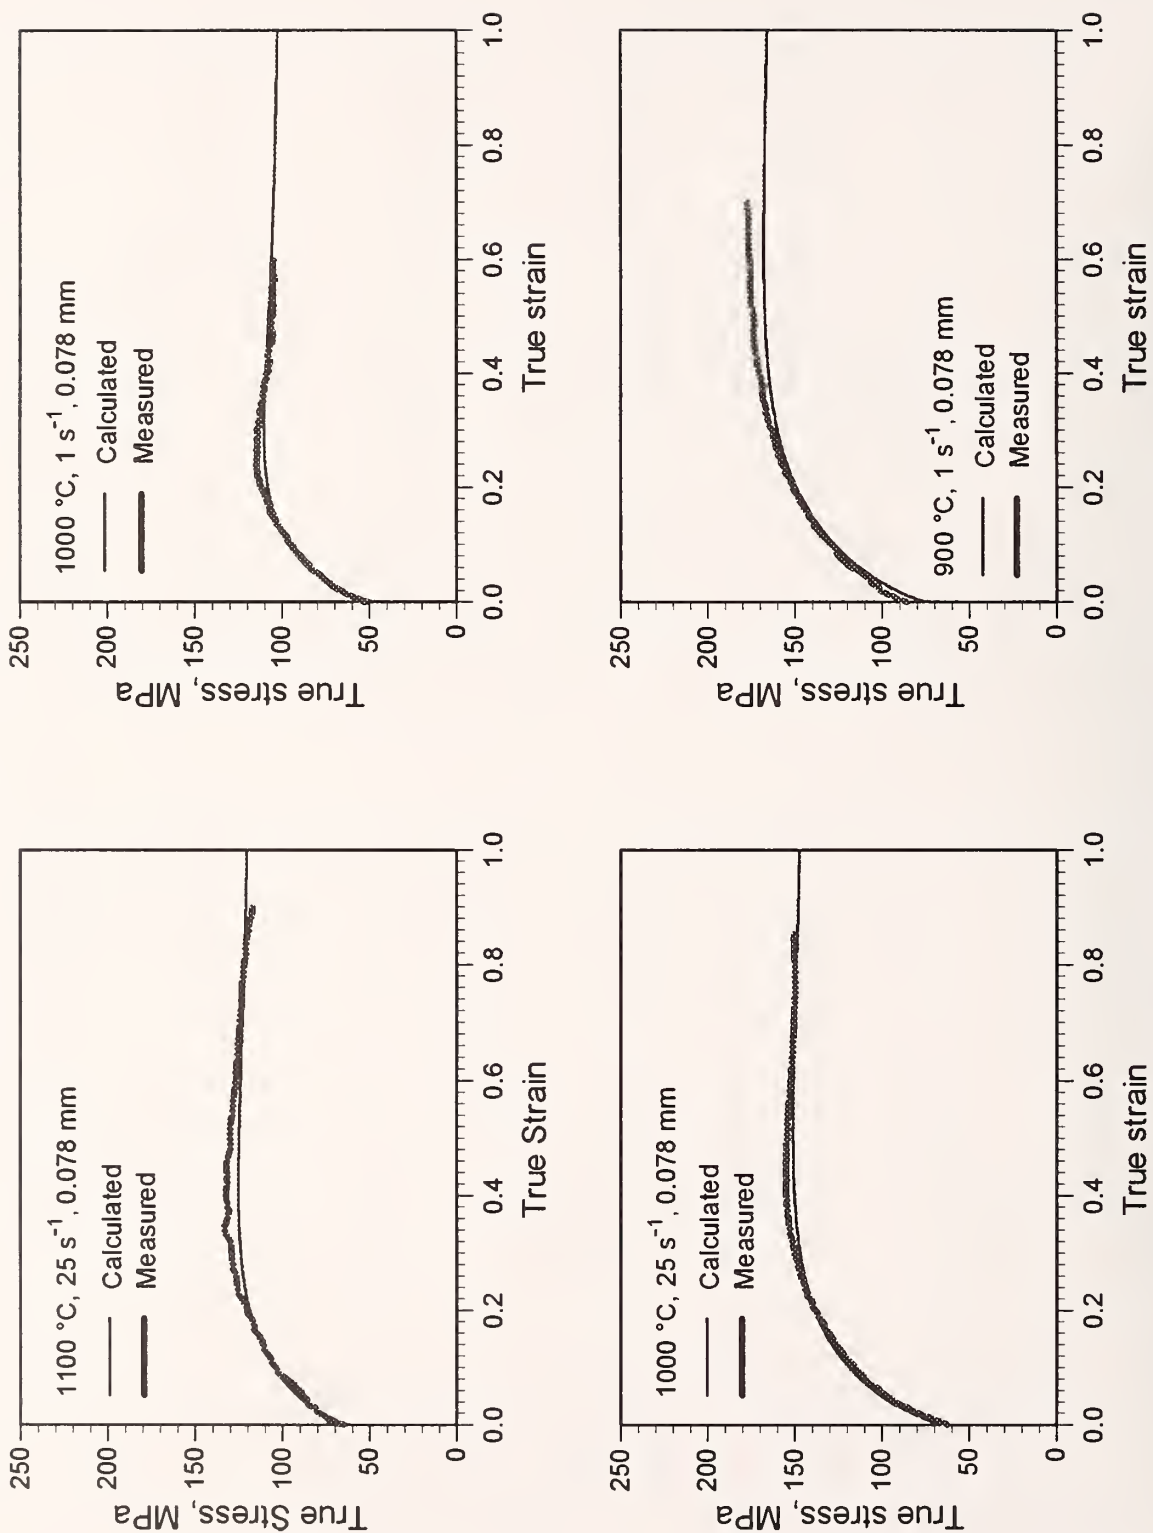 1100 °C, 25 s⁻¹, 0.078 mm
Calculated
Measured
True Stress, MPa
250
200
150
100
50
0
0.0 0.2 0.4 0.6 0.8 1.0
True Strain
1000 °C, 1 s⁻¹, 0.078 mm
Calculated
Measured
True stress, MPa
250
200
150
100
50
0
0.0 0.2 0.4 0.6 0.8 1.0
True strain
1000 °C, 25 s⁻¹, 0.078 mm
Calculated
Measured
True stress, MPa
250
200
150
100
50
0
0.0 0.2 0.4 0.6 0.8 1.0
True strain
900 °C, 1 s⁻¹, 0.078 mm
Calculated
Measured
True stress, MPa
250
200
150
100
50
0
0.0 0.2 0.4 0.6 0.8 1.0
True strain